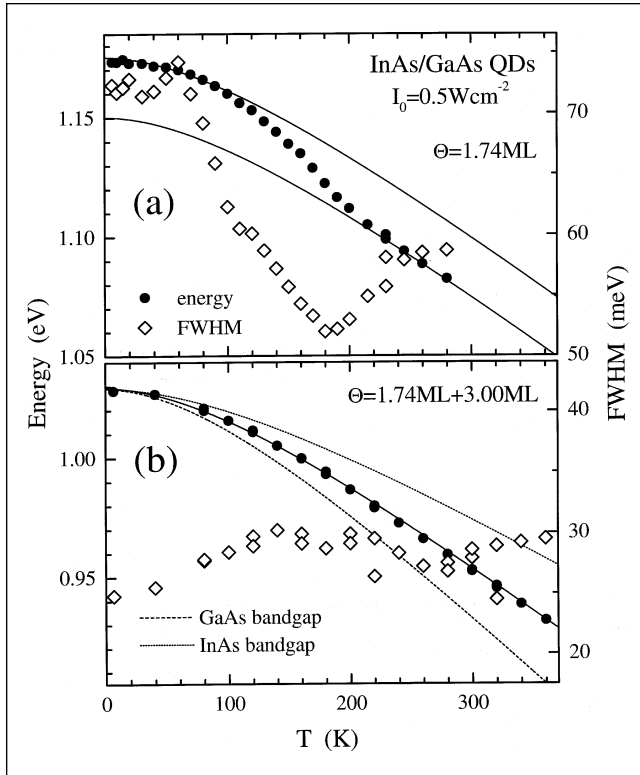 InAs/GaAs QDs
I₀=0.5Wcm⁻²
Θ=1.74ML
(a)
energy
FWHM
1.15
1.10
1.05
70
60
50
Energy (eV)
FWHM (meV)
Θ=1.74ML+3.00ML
(b)
1.00
0.95
40
30
20
GaAs bandgap
InAs bandgap
0
100
200
300
T (K)